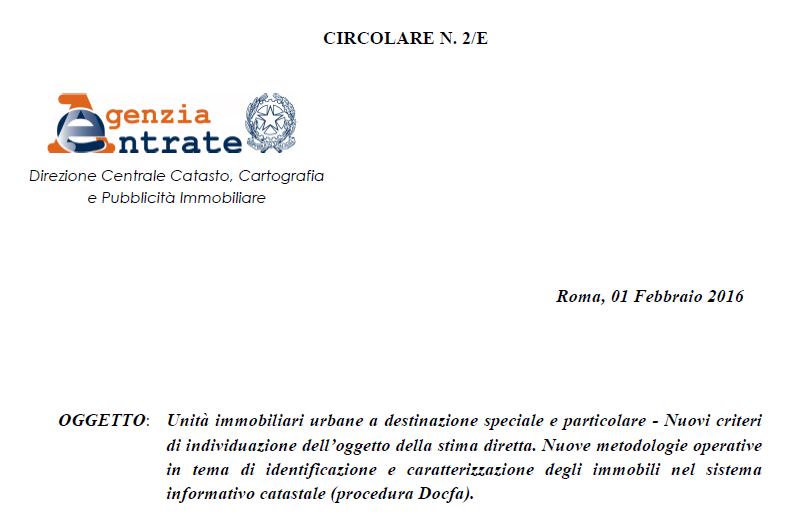 CIRCOLARE N. 2/E
Agenzia
Entrate
Direzione Centrale Catasto, Cartografia
e Pubblicità Immobiliare
Roma, 01 Febbraio 2016
OGGETTO: Unità immobiliari urbane a destinazione speciale e particolare - Nuovi criteri
di individuazione dell’oggetto della stima diretta. Nuove metodologie operative
in tema di identificazione e caratterizzazione degli immobili nel sistema
informativo catastale (procedura Docfa).